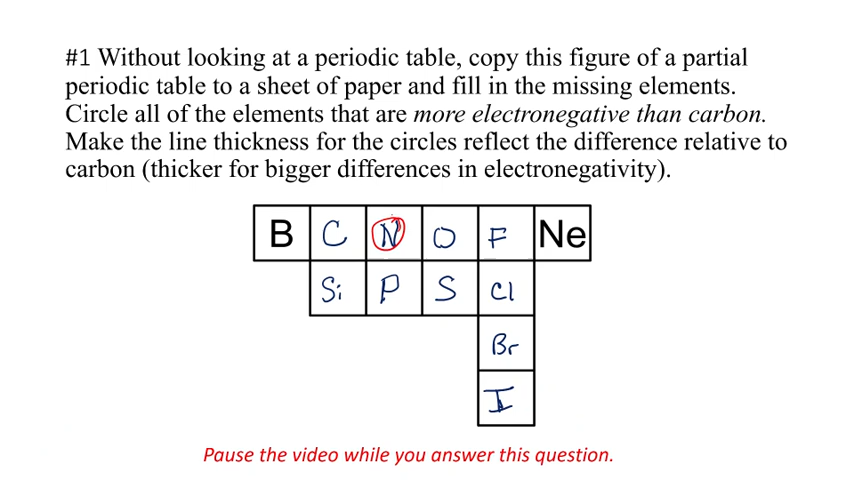 #1 Without looking at a periodic table, copy this figure of a partial
periodic table to a sheet of paper and fill in the missing elements.
Circle all of the elements that are more electronegative than carbon.
Make the line thickness for the circles reflect the difference relative to
carbon (thicker for bigger differences in electronegativity).
B C N O F Ne
Si P S Cl
Br
I
Pause the video while you answer this question.